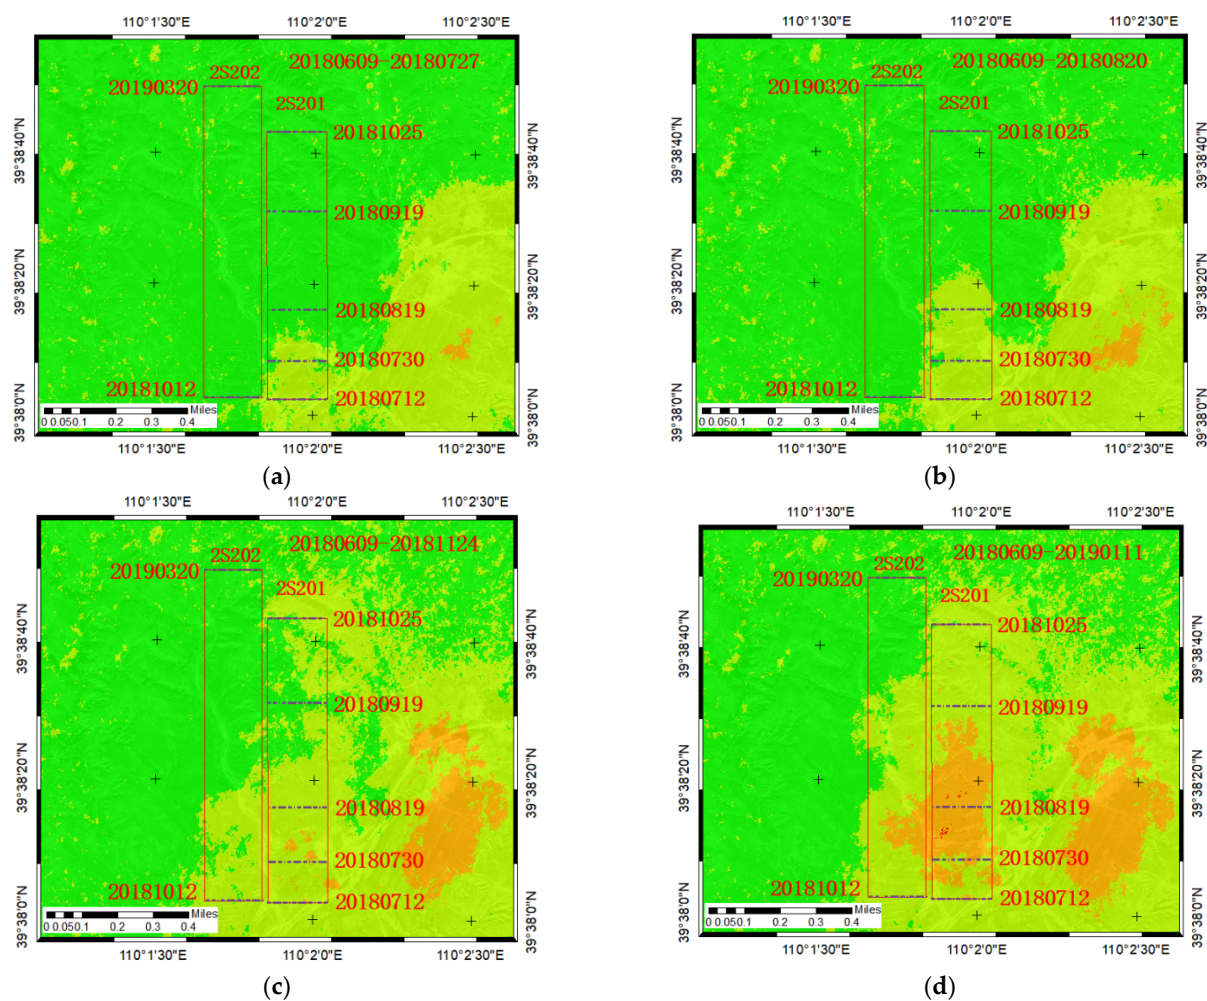 110°1'30"E 110°2'0"E 110°2'30"E
20180609-20180727
2S202
20190320
2S201
20181025
39°38'40"N 39°38'40"N
20180919
39°38'20"N 39°38'20"N
20180819
20180730
20181012
20180712
39°38'0"N 39°38'0"N
Miles
0 0.050.1 0.2 0.3 0.4
110°1'30"E 110°2'0"E 110°2'30"E
(a)
110°1'30"E 110°2'0"E 110°2'30"E
20180609-20180820
2S202
20190320
2S201
20181025
39°38'40"N 39°38'40"N
20180919
39°38'20"N 39°38'20"N
20180819
20180730
20181012
20180712
39°38'0"N 39°38'0"N
Miles
0 0.050.1 0.2 0.3 0.4
110°1'30"E 110°2'0"E 110°2'30"E
(b)
110°1'30"E 110°2'0"E 110°2'30"E
20180609-20181124
2S202
20190320
2S201
20181025
39°38'40"N 39°38'40"N
20180919
39°38'20"N 39°38'20"N
20180819
20180730
20181012
20180712
39°38'0"N 39°38'0"N
Miles
0 0.050.1 0.2 0.3 0.4
110°1'30"E 110°2'0"E 110°2'30"E
(c)
110°1'30"E 110°2'0"E 110°2'30"E
20180609-20190111
2S202
20190320
2S201
20181025
39°38'40"N 39°38'40"N
20180919
39°38'20"N 39°38'20"N
20180819
20180730
20181012
20180712
39°38'0"N 39°38'0"N
Miles
0 0.050.1 0.2 0.3 0.4
110°1'30"E 110°2'0"E 110°2'30"E
(d)